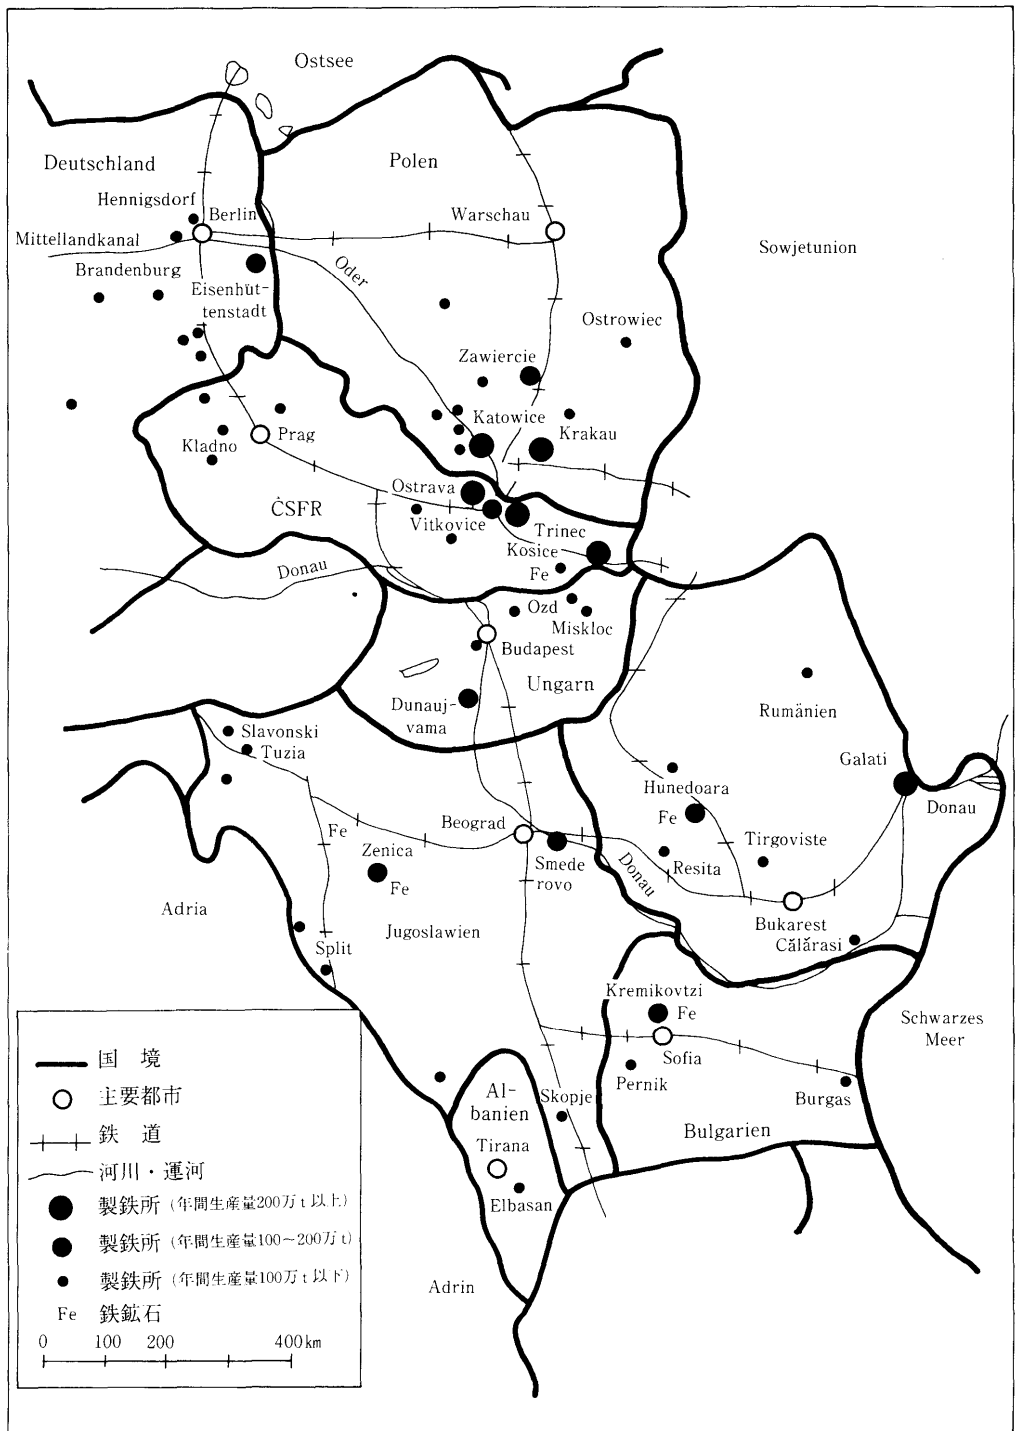 Ostsee
Deutschland
Polen
Hennigsdorf
Berlin
Warschau
Mittellandkanal
Sowjetunion
Brandenburg
Oder
Eisenhüt-
tenstadt
Ostrowiec
Zawiercie
Katowice
Krakau
Kladno
Prag
Ostrava
ČSFR
Vitkovice
Trinec
Kosice
Fe
Donau
Ozd
Miskloc
Budapest
Ungarn
Dunauj-
vama
Rumänien
Slavonski
Tuzia
Galati
Hunedoara
Fe
Donau
Beograd
Fe
Zenica
Fe
Smede
rovo
Donau
Resita
Tirgoviste
Adria
Jugoslawien
Split
Bukarest
Călărasi
Kremikovtzi
Fe
Schwarzes
Meer
Sofia
Pernik
Burgas
Al-
banien
Skopje
Bulgarien
Tirana
Elbasan
Adrin
国 境
主要都市
鉄 道
河川・運河
製鉄所 (年間生産量200万t以上)
製鉄所 (年間生産量100~200万t)
製鉄所 (年間生産量100万t以下)
Fe 鉄鉱石
0 100 200 400km